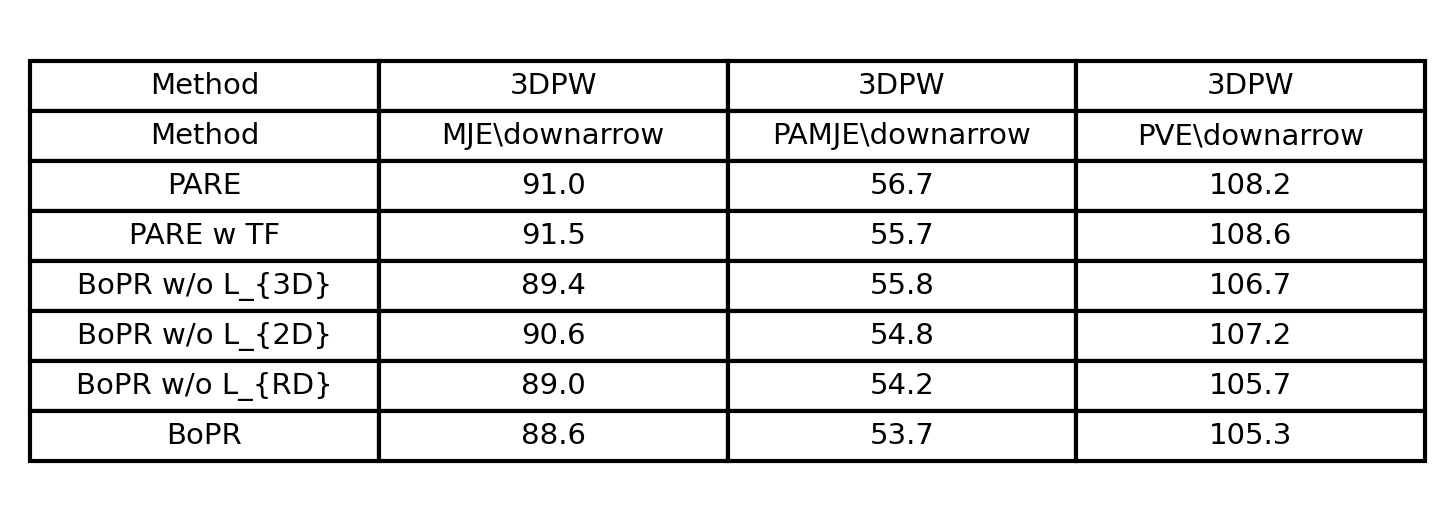 Method 3DPW 3DPW 3DPW
Method MJE\downarrow PAMJE\downarrow PVE\downarrow
PARE 91.0 56.7 108.2
PARE w TF 91.5 55.7 108.6
BoPR w/o L_{3D} 89.4 55.8 106.7
BoPR w/o L_{2D} 90.6 54.8 107.2
BoPR w/o L_{RD} 89.0 54.2 105.7
BoPR 88.6 53.7 105.3